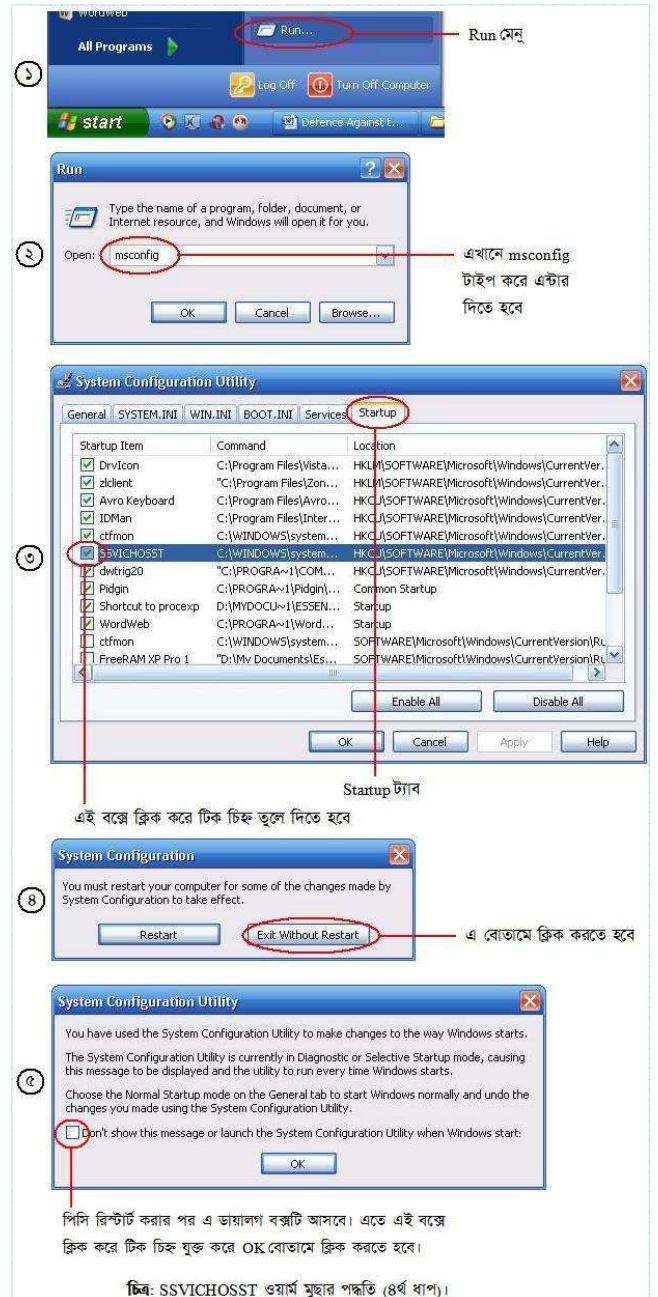 WordWeb
All Programs
Run...
Run মেনু
১
Log Off
Turn Off Computer
start
Defence Against t...
Run
Type the name of a program, folder, document, or
Internet resource, and Windows will open it for you.
২
Open:
msconfig
এখানে msconfig
টাইপ করে এন্টার
দিতে হবে
OK
Cancel
Browse...
System Configuration Utility
General SYSTEM.INI WIN.INI BOOT.INI Services Startup
Startup Item Command Location
DrvIcon C:\Program Files\Vista... HKLM\SOFTWARE\Microsoft\Windows\CurrentVer.
zlclient "C:\Program Files\Zon... HKLM\SOFTWARE\Microsoft\Windows\CurrentVer.
Avro Keyboard C:\Program Files\Avro... HKCU\SOFTWARE\Microsoft\Windows\CurrentVer.
IDMan C:\Program Files\Inter... HKCU\SOFTWARE\Microsoft\Windows\CurrentVer.
ctfmon C:\WINDOWS\system... HKCU\SOFTWARE\Microsoft\Windows\CurrentVer.
৩
SSVICHOSST C:\WINDOWS\system... HKCU\SOFTWARE\Microsoft\Windows\CurrentVer.
dwtrig20 "C:\PROGRA~1\COM... HKCU\SOFTWARE\Microsoft\Windows\CurrentVer.
Pidgin C:\PROGRA~1\Pidgin\... Common Startup
Shortcut to procexp D:\MYDOCU~1\ESSEN... Startup
WordWeb C:\PROGRA~1\Word... Startup
ctfmon C:\WINDOWS\system... SOFTWARE\Microsoft\Windows\CurrentVersion\Ru
FreeRAM XP Pro 1 "D:\My Documents\Es... SOFTWARE\Microsoft\Windows\CurrentVersion\Ru
Enable All
Disable All
OK
Cancel
Apply
Help
Startup ট্যাব
এই বক্সে ক্লিক করে টিক চিহ্ন তুলে দিতে হবে
System Configuration
You must restart your computer for some of the changes made by
System Configuration to take effect.
৪
Restart
Exit Without Restart
এ বোতামে ক্লিক করতে হবে
System Configuration Utility
You have used the System Configuration Utility to make changes to the way Windows starts.
The System Configuration Utility is currently in Diagnostic or Selective Startup mode, causing
this message to be displayed and the utility to run every time Windows starts.
৫
Choose the Normal Startup mode on the General tab to start Windows normally and undo the
changes you made using the System Configuration Utility.
Don't show this message or launch the System Configuration Utility when Windows start:
OK
পিসি রিস্টার্ট করার পর এ ডায়ালগ বক্সটি আসবে। এতে এই বক্সে
ক্লিক করে টিক চিহ্ন যুক্ত করে OK বোতামে ক্লিক করতে হবে।
চিত্র: SSVICHOSST ওয়ার্ম মুছার পদ্ধতি (৪র্থ ধাপ)।